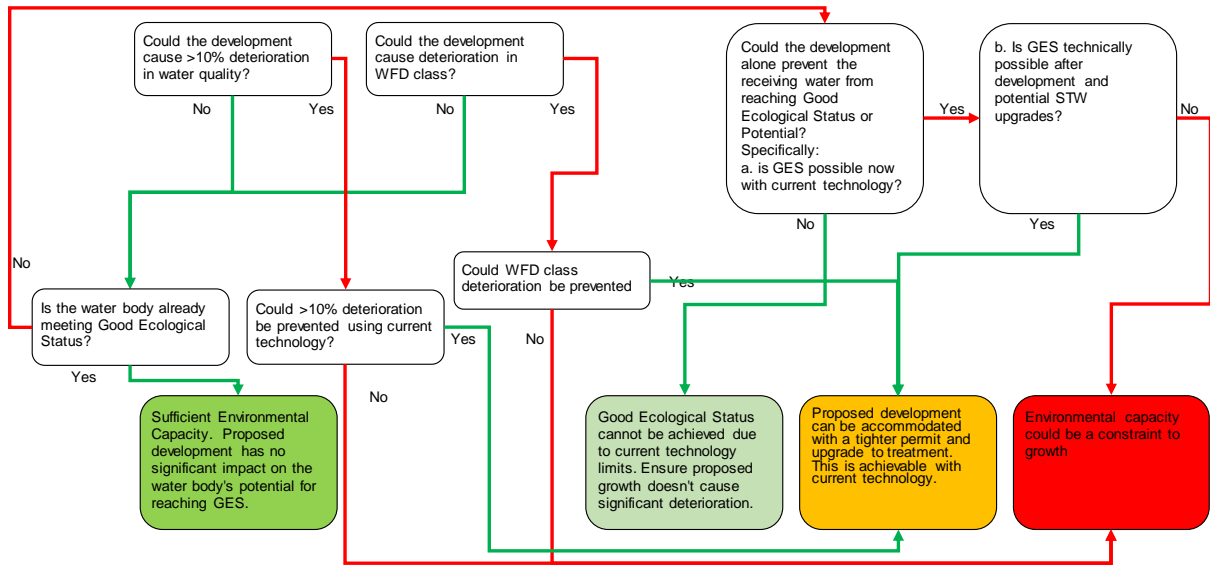 Could the development
cause >10% deterioration
in water quality?
No
Yes
Could the development
cause deterioration in
WFD class?
No
Yes
Could the development
alone prevent the
receiving water from
reaching Good
Ecological Status or
Potential?
Specifically:
a. is GES possible now
with current technology?
Yes
No
b. Is GES technically
possible after
development and
potential STW
upgrades?
No
Yes
No
Is the water body already
meeting Good Ecological
Status?
Yes
Could >10% deterioration
be prevented using current
technology?
Yes
No
Could WFD class
deterioration be prevented
Yes
No
Sufficient Environmental
Capacity. Proposed
development has no
significant impact on the
water body's potential for
reaching GES.
Good Ecological Status
cannot be achieved due
to current technology
limits. Ensure proposed
growth doesn't cause
significant deterioration.
Proposed development
can be accommodated
with a tighter permit and
upgrade to treatment.
This is achievable with
current technology.
Environmental capacity
could be a constraint to
growth